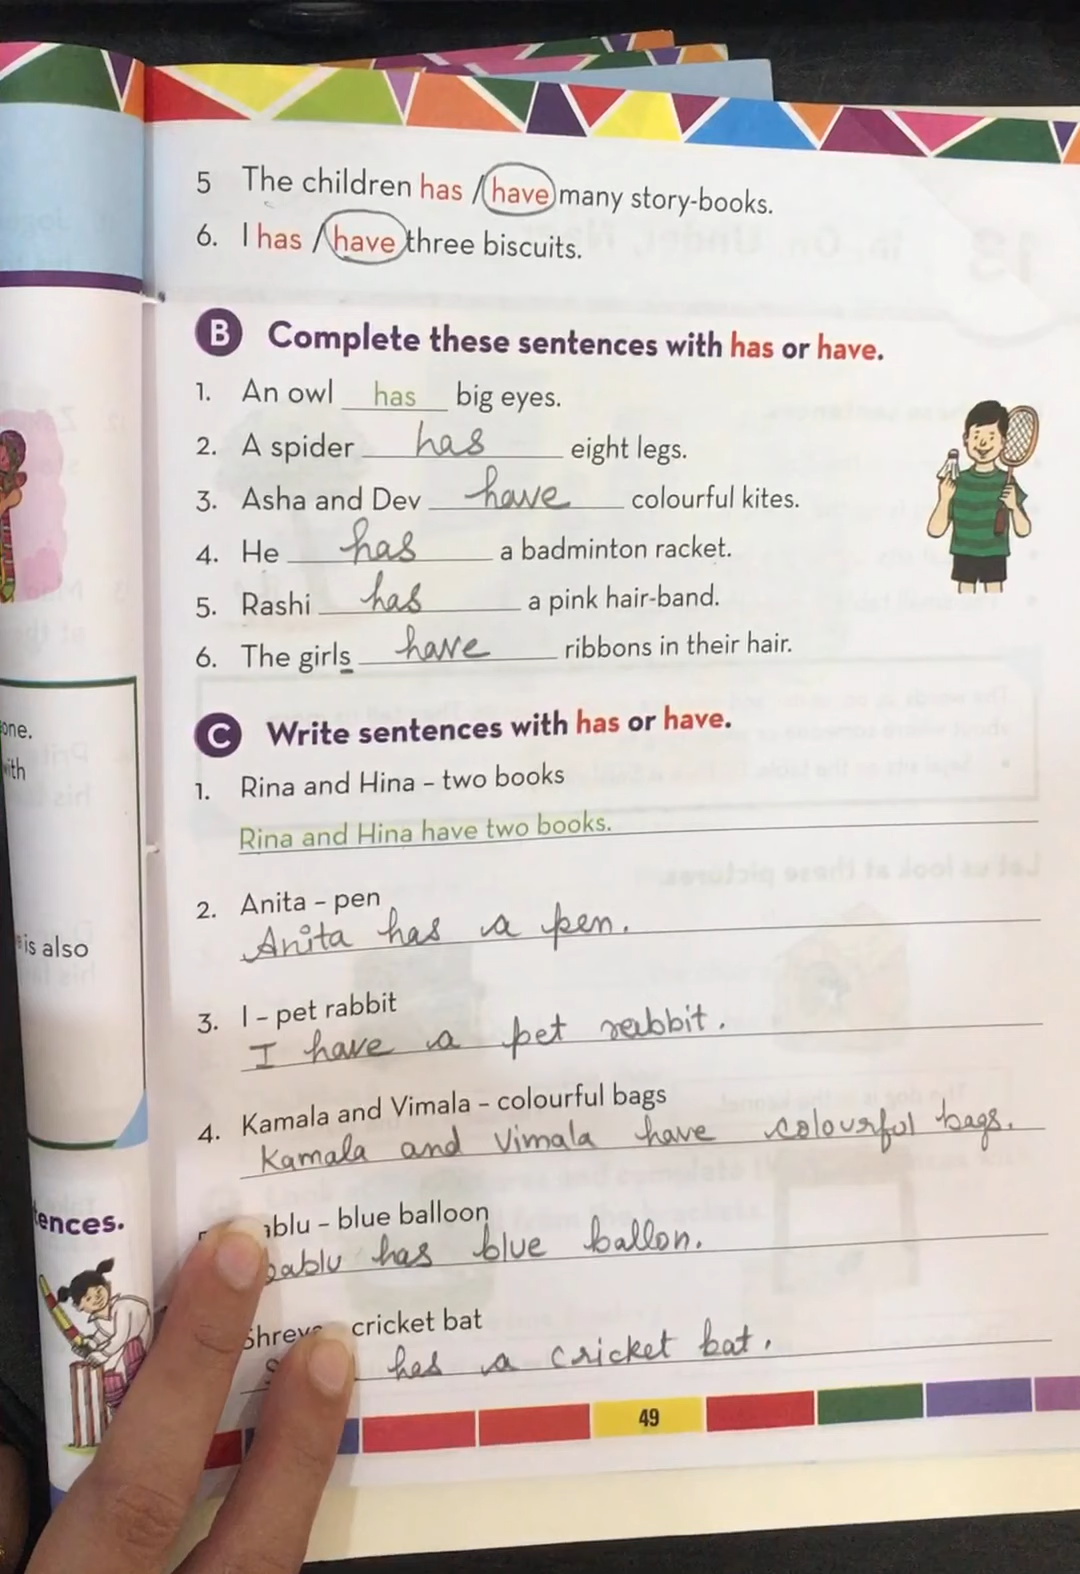 5 The children has / have many story-books.
6. I has / have three biscuits.
B Complete these sentences with has or have.
1. An owl has big eyes.
2. A spider has eight legs.
3. Asha and Dev have colourful kites.
4. He has a badminton racket.
5. Rashi has a pink hair-band.
6. The girls have ribbons in their hair.
C Write sentences with has or have.
1. Rina and Hina – two books
Rina and Hina have two books.
2. Anita – pen
Anita has a pen.
3. I – pet rabbit
I have a pet rabbit.
4. Kamala and Vimala – colourful bags
Kamala and Vimala have colourful bags.
ablu – blue balloon
bablu has blue ballon.
cricket bat
has a cricket bat.
49
one.
with
is also
tences.